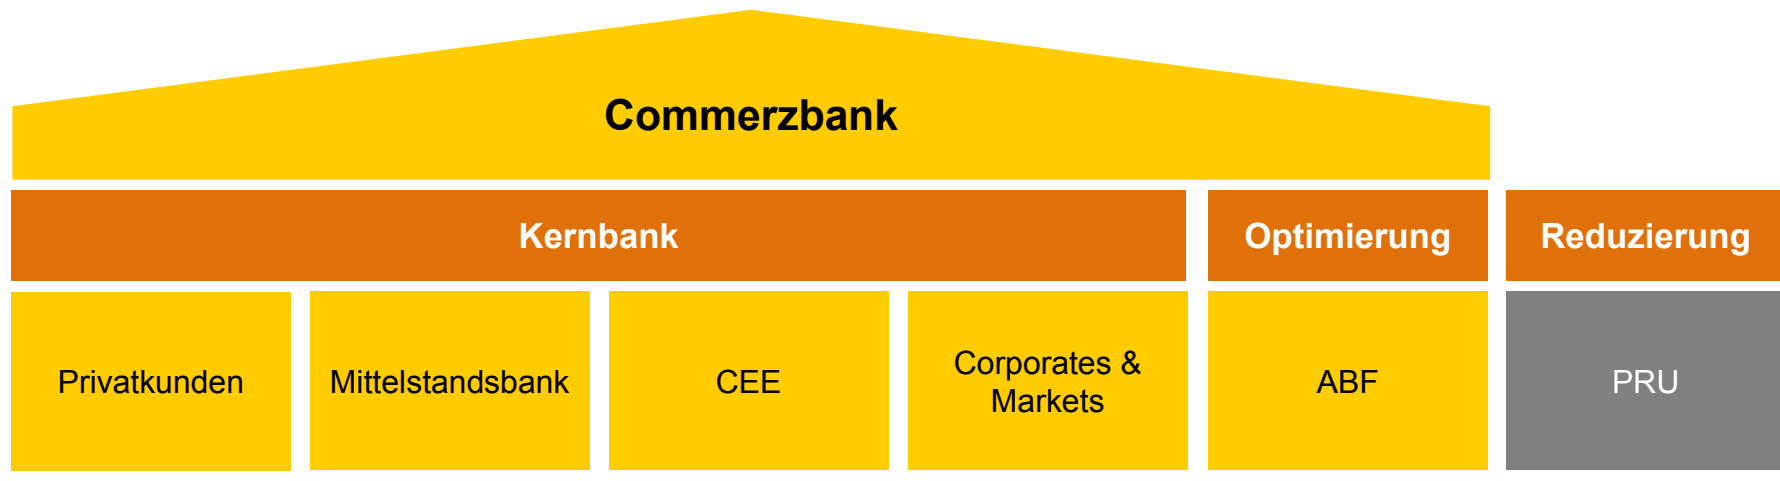 Commerzbank
Kernbank
Optimierung
Reduzierung
Privatkunden
Mittelstandsbank
CEE
Corporates &
Markets
ABF
PRU